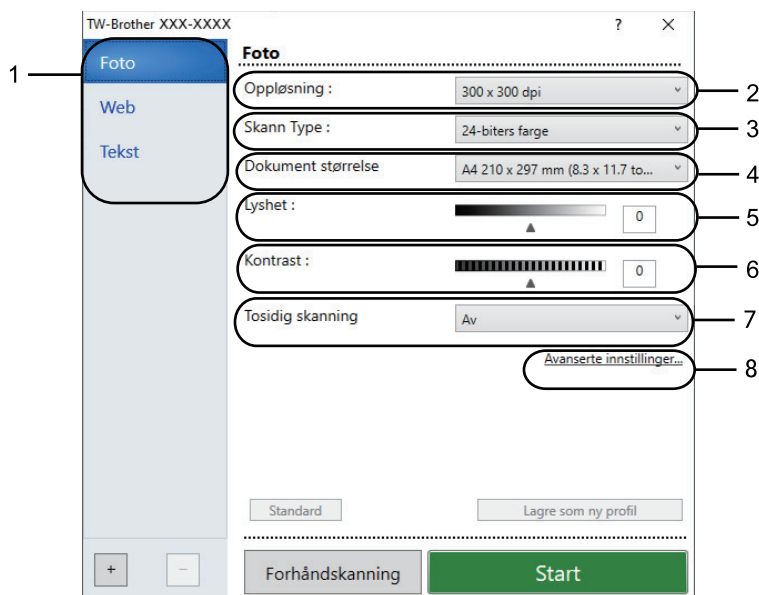 TW-Brother XXX-XXXX ?
1 Foto
Web
Tekst
Foto
Oppløsning : 300 x 300 dpi 2
Skann Type : 24-biters farge 3
Dokument størrelse A4 210 x 297 mm (8.3 x 11.7 to... 4
Lyshet : 0 5
Kontrast : 0 6
Tosidig skanning Av 7
Avanserte innstillinger... 8
Standard Lagre som ny profil
+ − Forhåndskanning Start